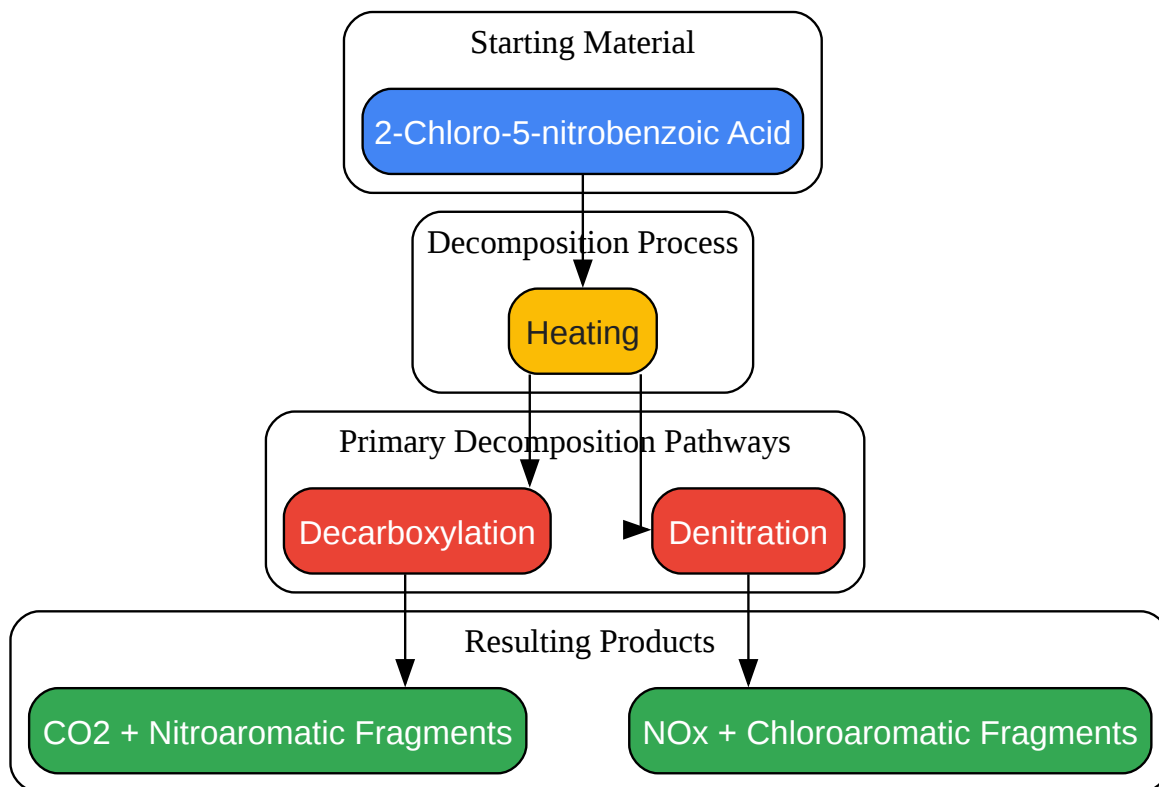 Starting Material
2-Chloro-5-nitrobenzoic Acid
Decomposition Process
Heating
Primary Decomposition Pathways
Decarboxylation
Denitration
Resulting Products
CO2 + Nitroaromatic Fragments
NOx + Chloroaromatic Fragments